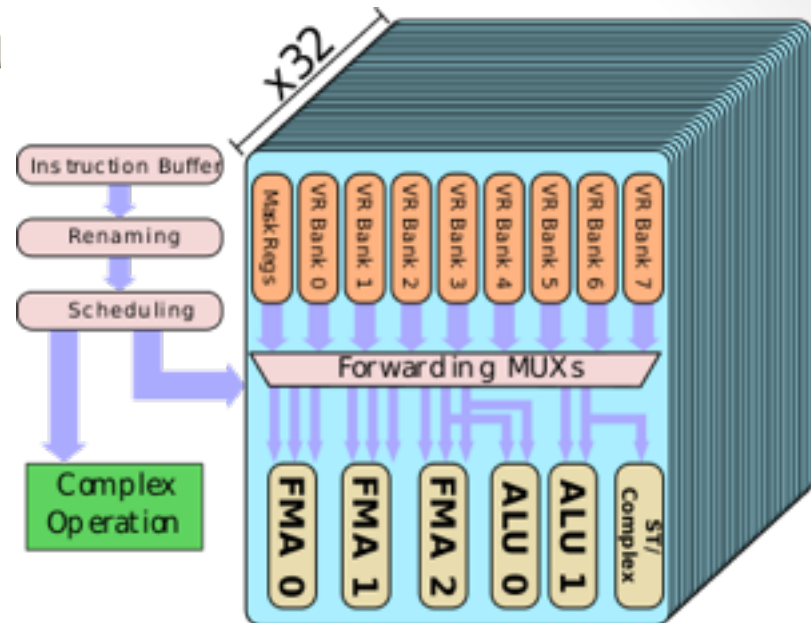 x32
Instruction Buffer
Renaming
Scheduling
Complex
Operation
MaskRegs
VR Bank 0
VR Bank 1
VR Bank 2
VR Bank 3
VR Bank 4
VR Bank 5
VR Bank 6
VR Bank 7
Forwarding MUXs
FMA 0
FMA 1
FMA 2
ALU 0
ALU 1
ST/
Complex